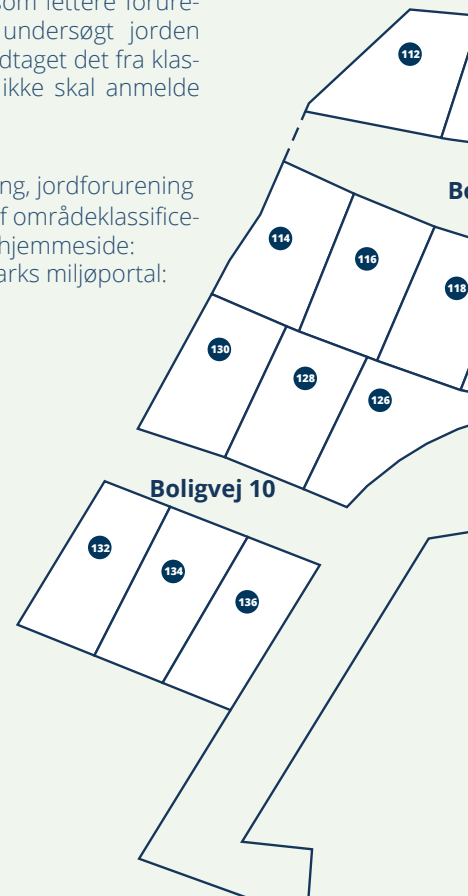 som lettere forure-
undersøgt jorden
dtaget det fra klas-
ikke skal anmelde
ng, jordforurening
f områdeklassifice-
hjemmeside:
arks miljøportal:
112
Bo
114
116
118
130
128
126
Boligvej 10
132
134
136